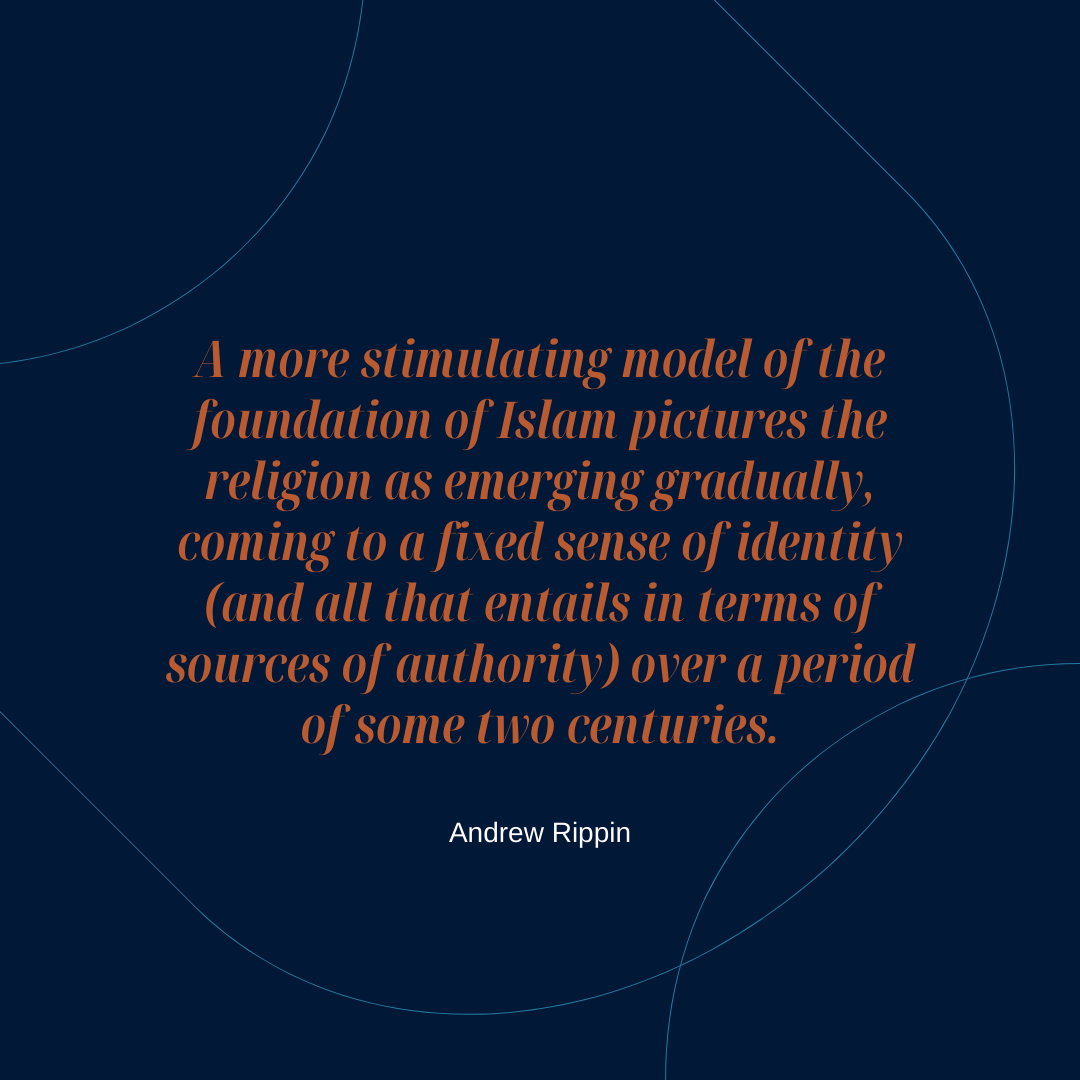 A more stimulating model of the
foundation of Islam pictures the
religion as emerging gradually,
coming to a fixed sense of identity
(and all that entails in terms of
sources of authority) over a period
of some two centuries.
Andrew Rippin